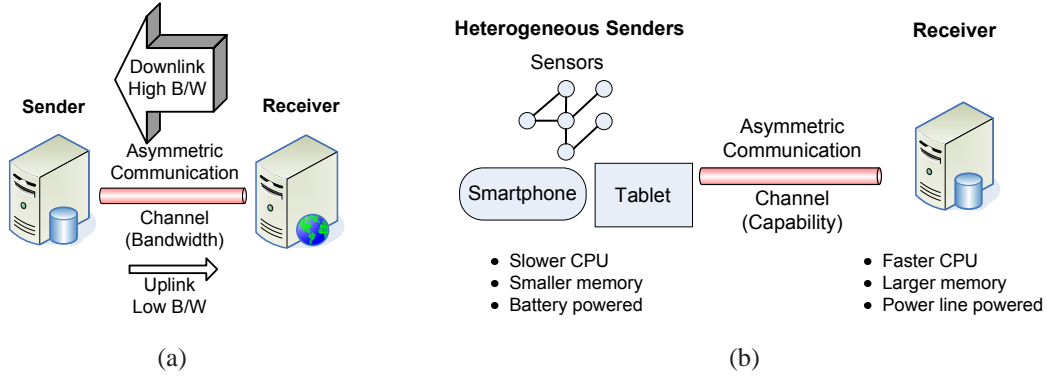 Downlink
High B/W
Sender
Receiver
Asymmetric
Communication
Channel
(Bandwidth)
Uplink
Low B/W
(a)
Heterogeneous Senders
Receiver
Sensors
Smartphone
Tablet
Asymmetric
Communication
Channel
(Capability)
• Slower CPU
• Smaller memory
• Battery powered
• Faster CPU
• Larger memory
• Power line powered
(b)